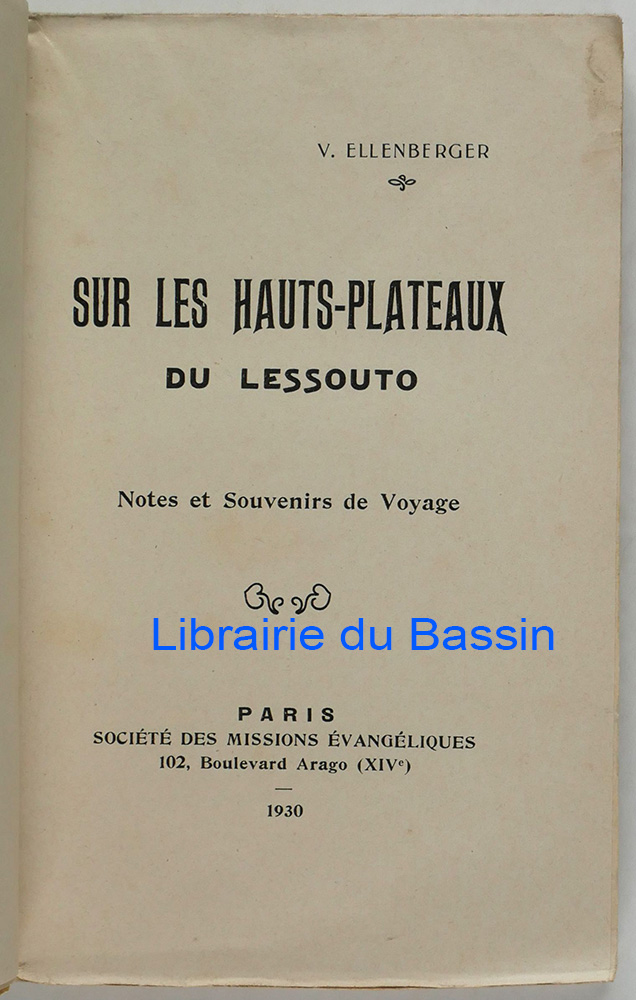 V. ELLENBERGER
SUR LES HAUTS-PLATEAUX
DU LESSOUTO
Notes et Souvenirs de Voyage
Librairie du Bassin
PARIS
SOCIÉTÉ DES MISSIONS ÉVANGÉLIQUES
102, Boulevard Arago (XIVe)
1930